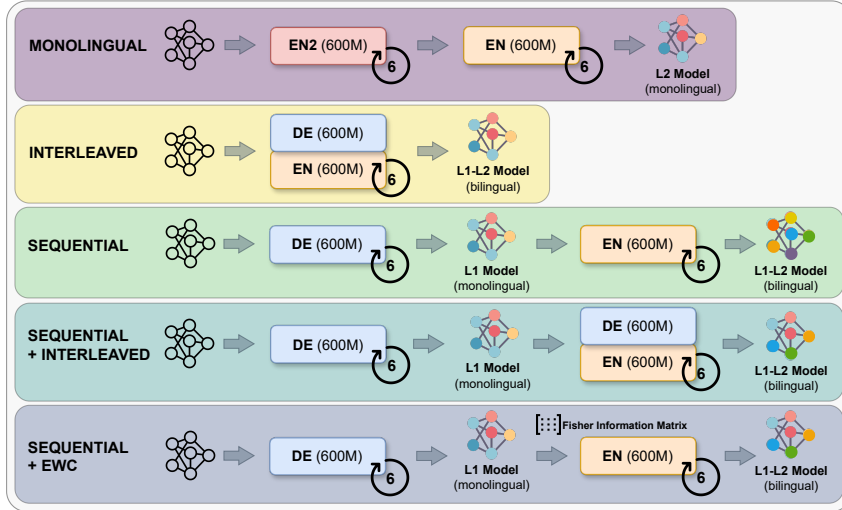 MONOLINGUAL
EN2 (600M)
6
EN (600M)
6
L2 Model
(monolingual)
INTERLEAVED
DE (600M)
EN (600M)
6
L1-L2 Model
(bilingual)
SEQUENTIAL
DE (600M)
6
L1 Model
(monolingual)
EN (600M)
6
L1-L2 Model
(bilingual)
SEQUENTIAL
+ INTERLEAVED
DE (600M)
6
L1 Model
(monolingual)
DE (600M)
EN (600M)
6
L1-L2 Model
(bilingual)
SEQUENTIAL
+ EWC
DE (600M)
6
L1 Model
(monolingual)
Fisher Information Matrix
EN (600M)
6
L1-L2 Model
(bilingual)